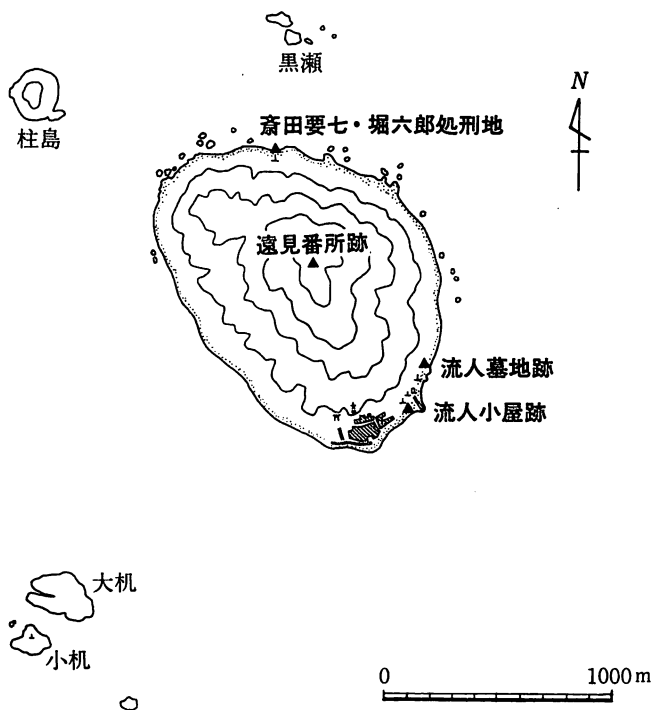 黒瀬
柱島
N
斎田要七・堀六郎処刑地
遠見番所跡
流人墓地跡
流人小屋跡
大机
小机
0 1000m